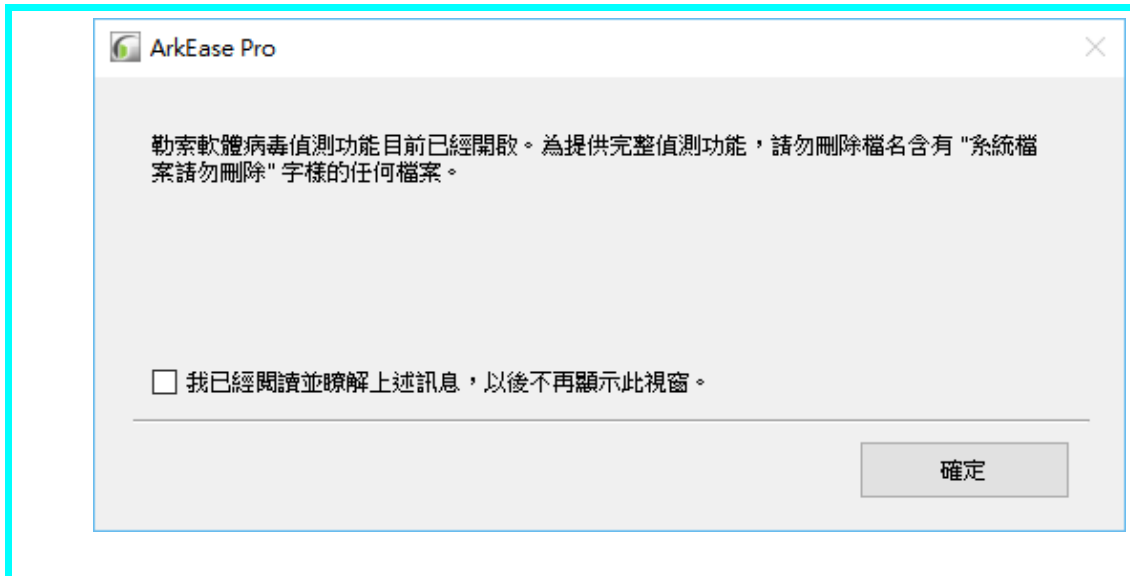 ArkEase Pro
勒索軟體病毒偵測功能目前已經開啟。為提供完整偵測功能，請勿刪除檔名含有 "系統檔
案請勿刪除" 字樣的任何檔案。
我已經閱讀並瞭解上述訊息，以後不再顯示此視窗。
確定